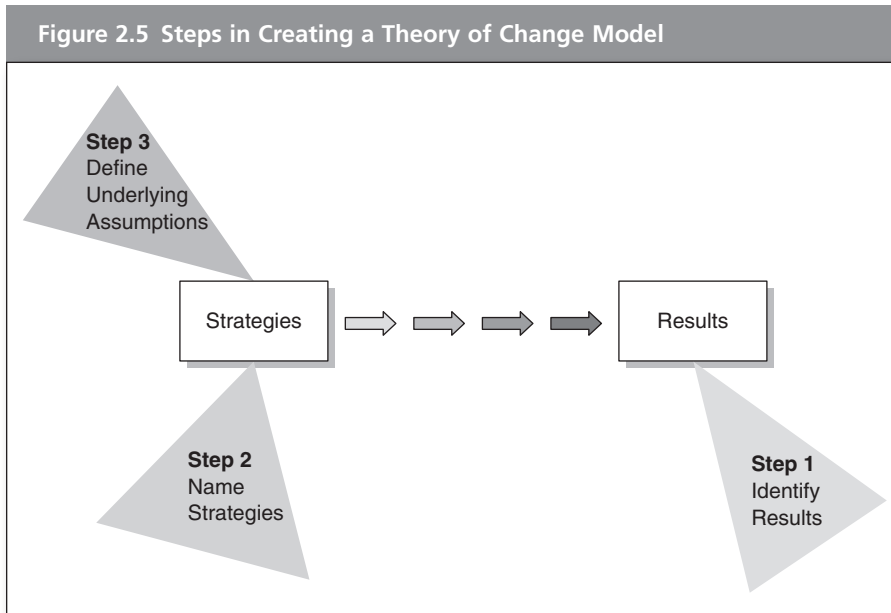 Figure 2.5 Steps in Creating a Theory of Change Model
Step 3
Define
Underlying
Assumptions
Strategies
Results
Step 2
Name
Strategies
Step 1
Identify
Results